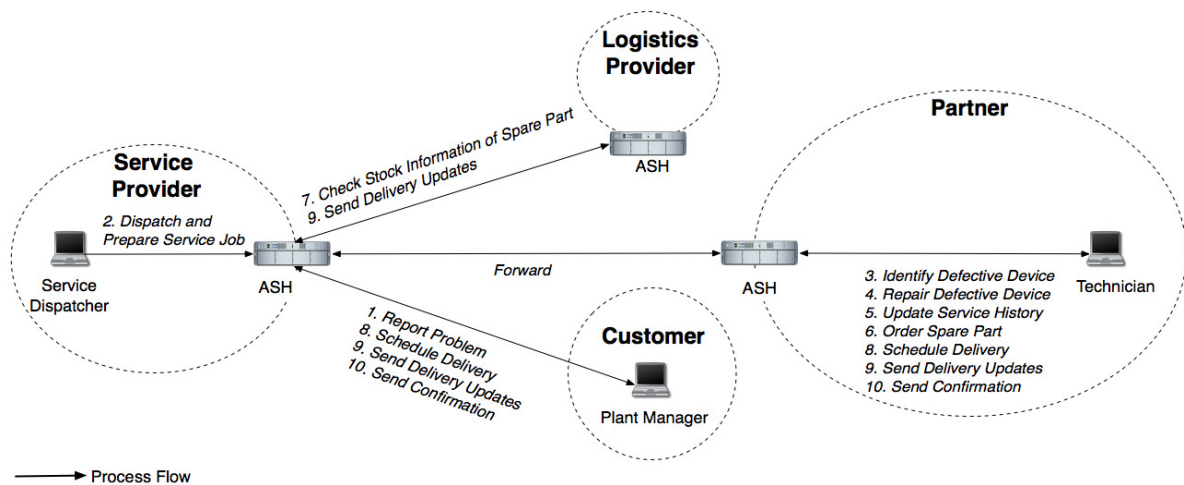 Logistics
Provider
ASH
Partner
Service
Provider
2. Dispatch and
Prepare Service Job
Service
Dispatcher
ASH
7. Check Stock Information of Spare Part
9. Send Delivery Updates
Forward
ASH
3. Identify Defective Device
4. Repair Defective Device
5. Update Service History
6. Order Spare Part
8. Schedule Delivery
9. Send Delivery Updates
10. Send Confirmation
Technician
1. Report Problem
8. Schedule Delivery
9. Send Delivery Updates
10. Send Confirmation
Customer
Plant Manager
Process Flow